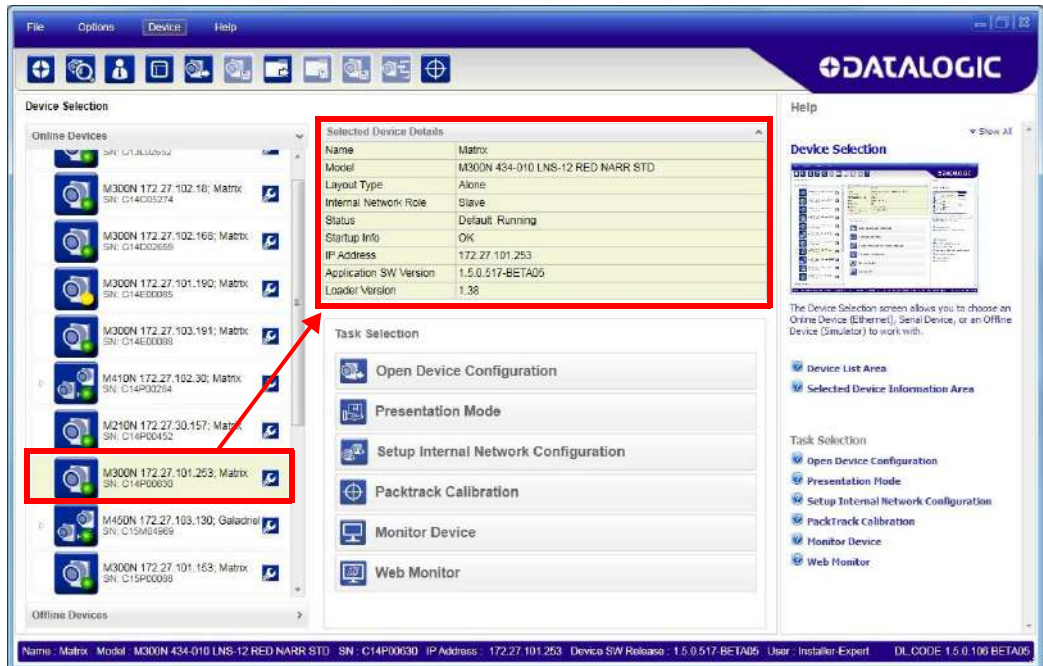 File Options Device Help
DATALOGIC
Device Selection
Online Devices
M300N 172.27.102.18; Matrix
SN: C14C05274
M300N 172.27.102.168; Matrix
SN: C14D02659
M300N 172.27.101.190; Matrix
SN: C14E00085
M300N 172.27.103.191; Matrix
SN: C14E00088
M410N 172.27.102.30; Matrix
SN: C14P00264
M210N 172.27.30.157; Matrix
SN: C14P00452
M300N 172.27.101.253; Matrix
SN: C14P00630
M450N 172.27.103.130; Galadriel
SN: C15M04969
M300N 172.27.101.153; Matrix
SN: C15P00088
Offline Devices
Selected Device Details
Name Matrix
Model M300N 434-010 LNS-12 RED NARR STD
Layout Type Alone
Internal Network Role Slave
Status Default Running
Startup Info OK
IP Address 172.27.101.253
Application SW Version 1.5.0.517-BETA05
Loader Version 1.38
Task Selection
Open Device Configuration
Presentation Mode
Setup Internal Network Configuration
Packtrack Calibration
Monitor Device
Web Monitor
Help
Show All
Device Selection
The Device Selection screen allows you to choose an
Online Device (Ethernet), Serial Device, or an Offline
Device (Simulator) to work with.
Device List Area
Selected Device Information Area
Task Selection
Open Device Configuration
Presentation Mode
Setup Internal Network Configuration
PackTrack Calibration
Monitor Device
Web Monitor
Name : Matrix Model : M300N 434-010 LNS-12 RED NARR STD SN : C14P00630 IP Address : 172.27.101.253 Device SW Release : 1.5.0.517-BETA05 User : Installer-Expert DL.CODE 1.5.0.106 BETA05